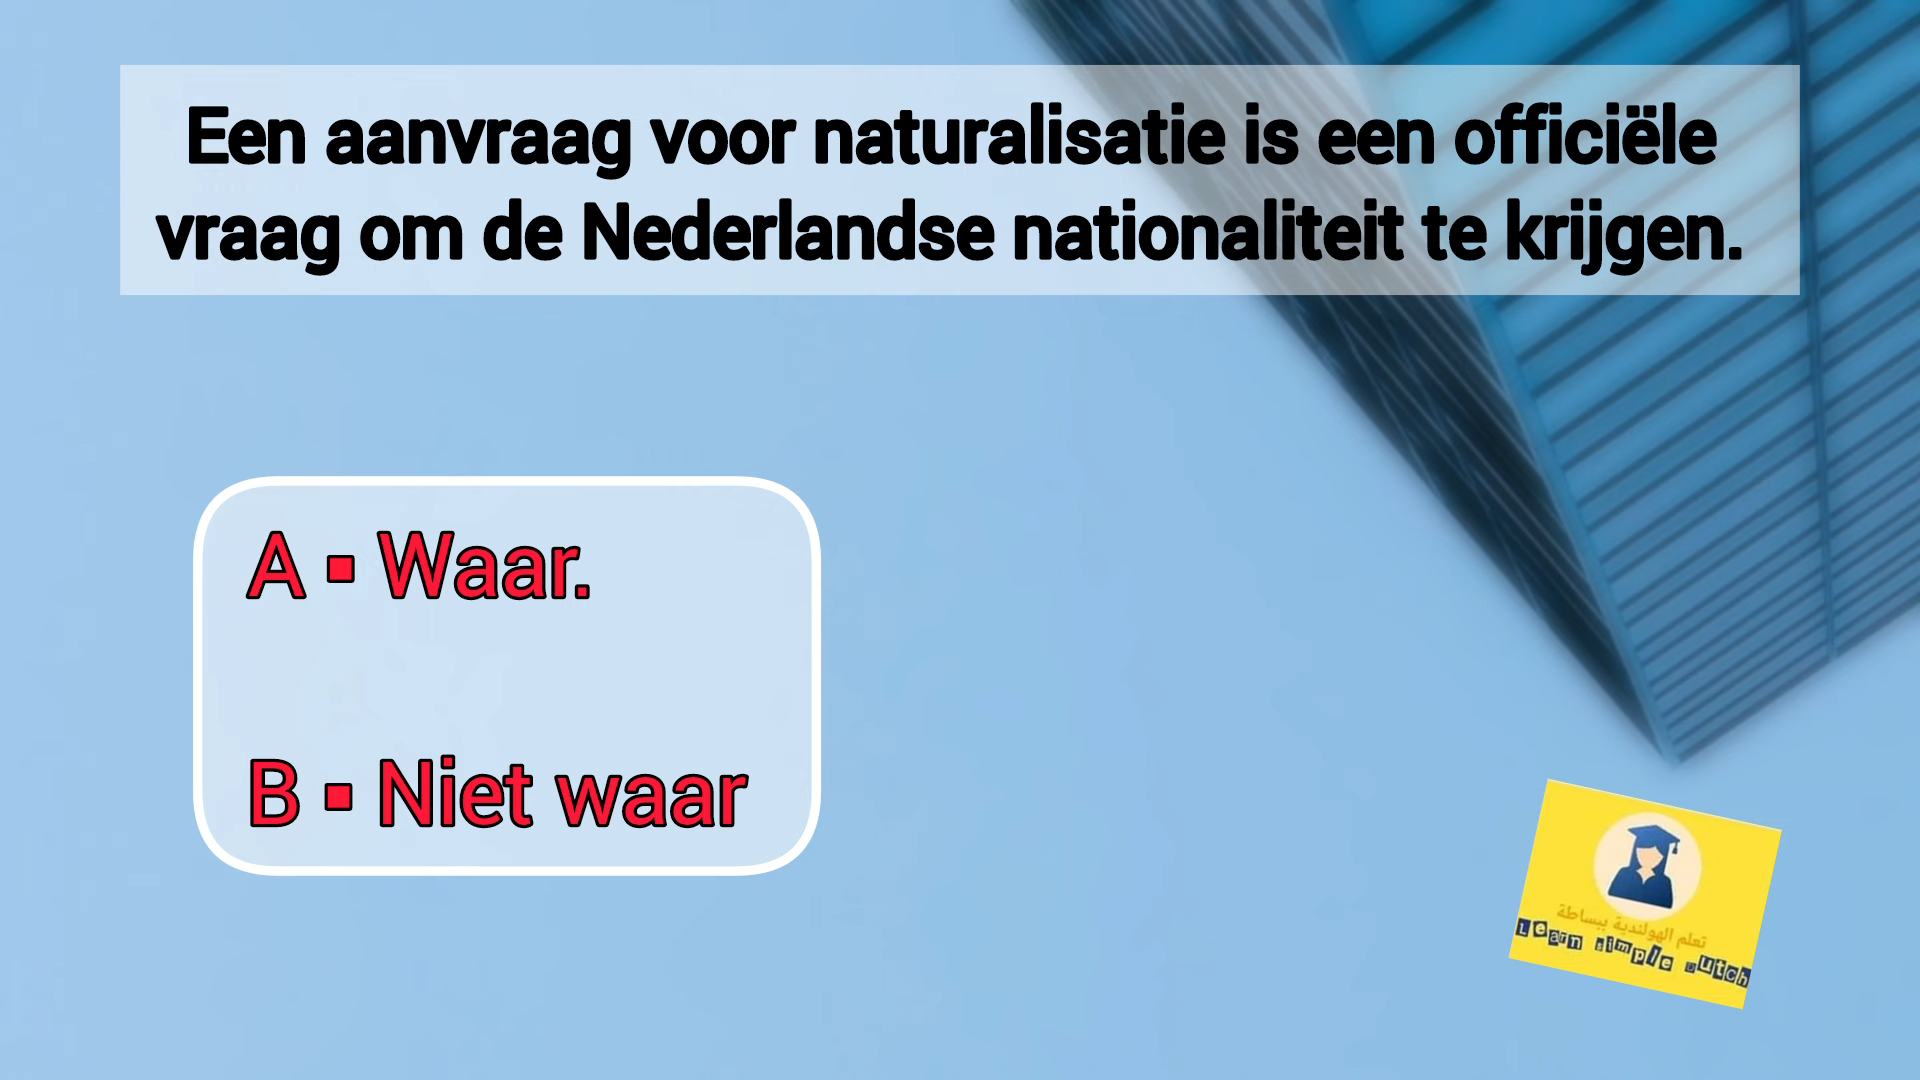 Een aanvraag voor naturalisatie is een officiële
vraag om de Nederlandse nationaliteit te krijgen.
A ▪ Waar.
B ▪ Niet waar
تعلم الهولندية ببساطة
Learn simple Dutch